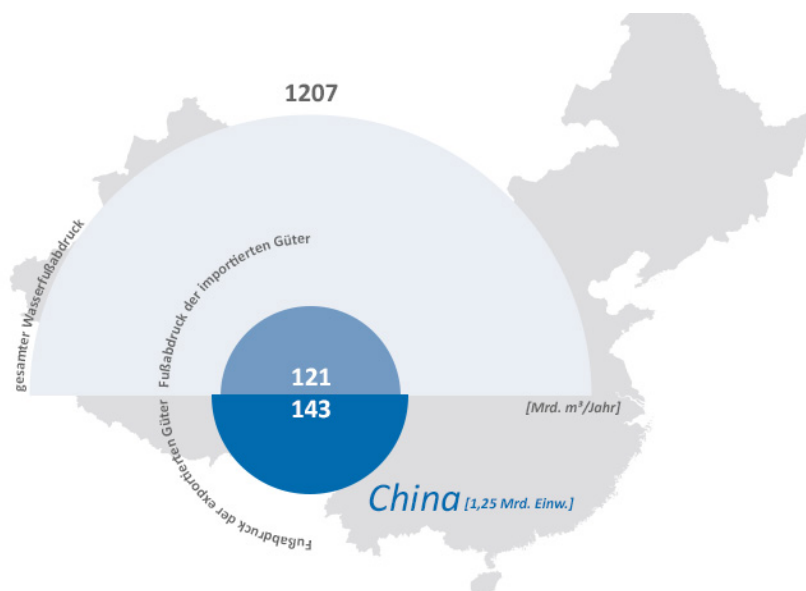 1207
gesamter Wasserfußabdruck
Fußabdruck der importierten Güter
121
143
[Mrd. m³/Jahr]
Fußabdruck der exportierten Güter
China [1,25 Mrd. Einw.]